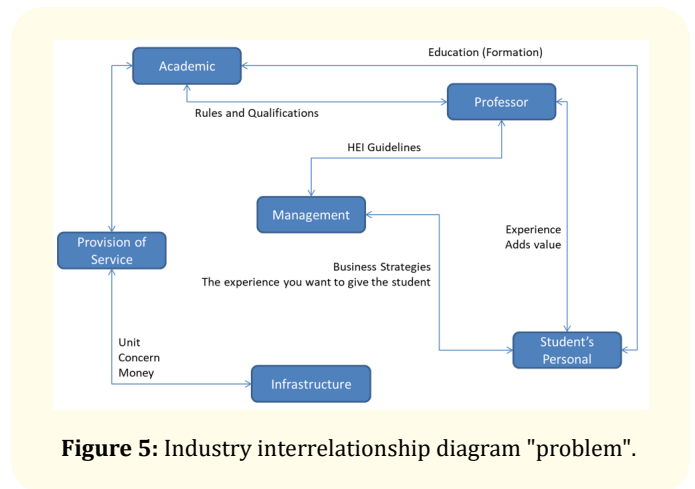 Education (Formation)
Academic
Professor
Rules and Qualifications
HEI Guidelines
Management
Provision of
Service
Experience
Adds value
Business Strategies
The experience you want to give the student
Unit
Concern
Money
Student's
Personal
Infrastructure
Figure 5: Industry interrelationship diagram "problem".